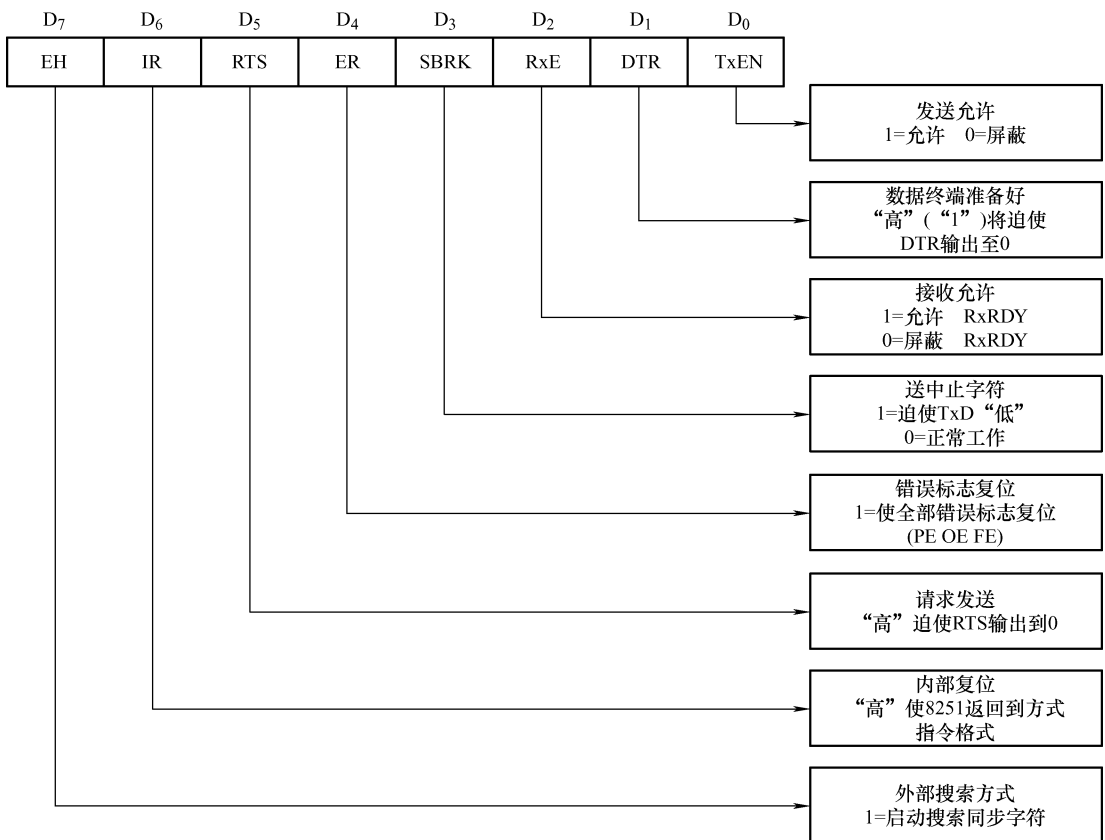 D₇ D₆ D₅ D₄ D₃ D₂ D₁ D₀
EH IR RTS ER SBRK RxE DTR TxEN
发送允许
1=允许 0=屏蔽
数据终端准备好
“高”(“1”)将迫使
DTR输出至0
接收允许
1=允许 RxRDY
0=屏蔽 RxRDY
送中止字符
1=迫使TxD“低”
0=正常工作
错误标志复位
1=使全部错误标志复位
(PE OE FE)
请求发送
“高”迫使RTS输出到0
内部复位
“高”使8251返回到方式
指令格式
外部搜索方式
1=启动搜索同步字符